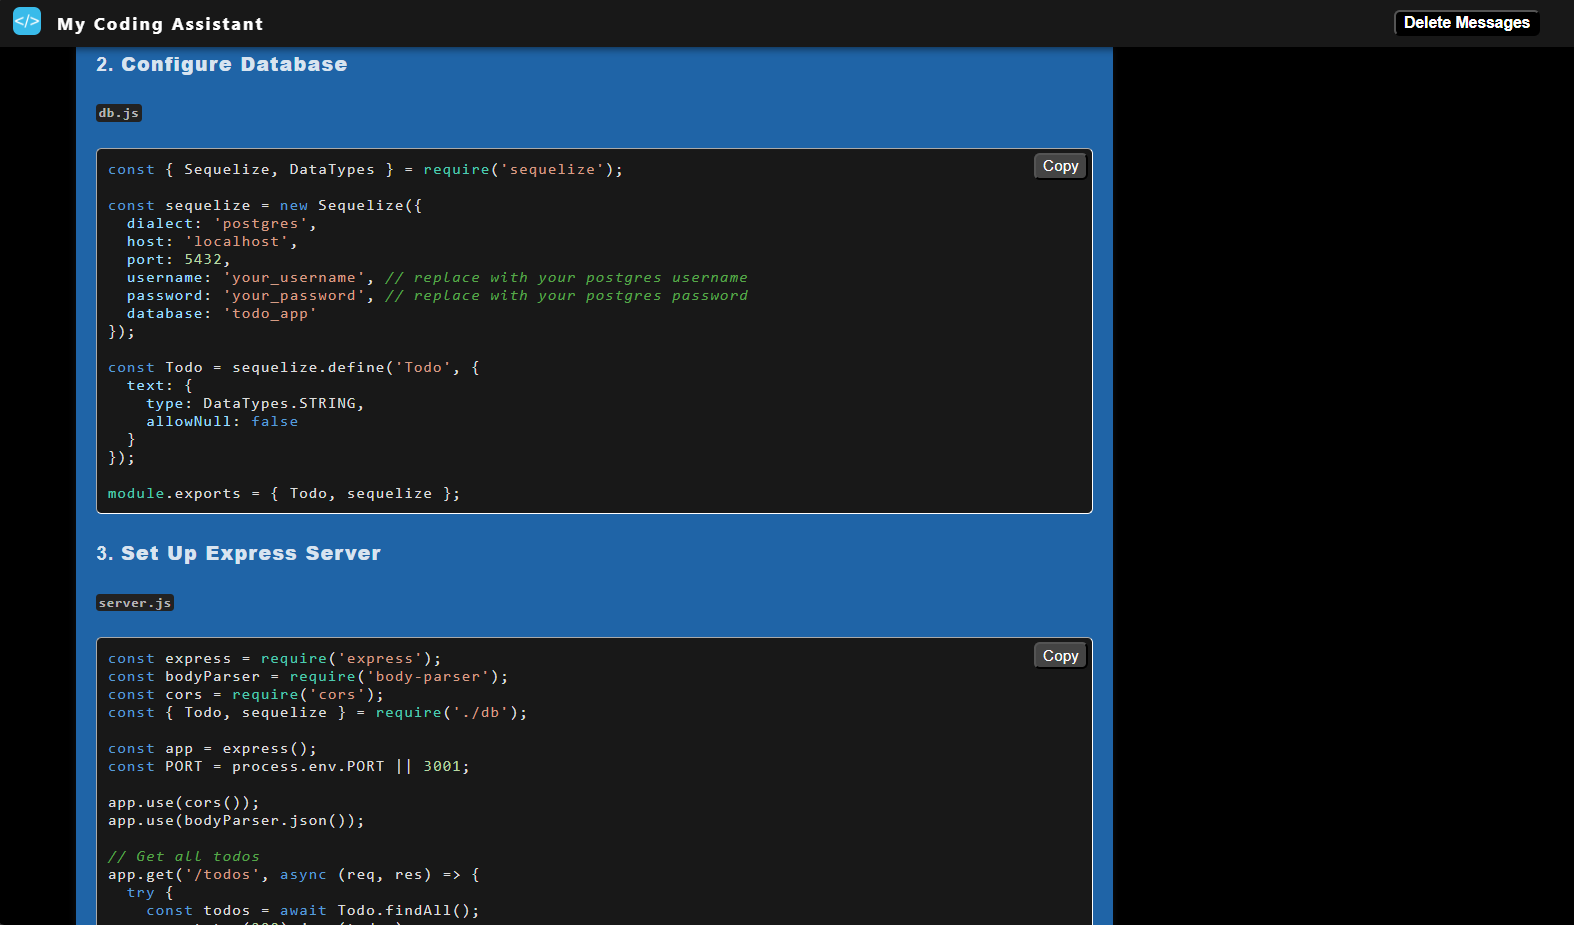 </> My Coding Assistant
Delete Messages
2. Configure Database
db.js
Copy
const { Sequelize, DataTypes } = require('sequelize');
const sequelize = new Sequelize({
  dialect: 'postgres',
  host: 'localhost',
  port: 5432,
  username: 'your_username', // replace with your postgres username
  password: 'your_password', // replace with your postgres password
  database: 'todo_app'
});
const Todo = sequelize.define('Todo', {
  text: {
    type: DataTypes.STRING,
    allowNull: false
  }
});
module.exports = { Todo, sequelize };
3. Set Up Express Server
server.js
Copy
const express = require('express');
const bodyParser = require('body-parser');
const cors = require('cors');
const { Todo, sequelize } = require('./db');
const app = express();
const PORT = process.env.PORT || 3001;
app.use(cors());
app.use(bodyParser.json());
// Get all todos
app.get('/todos', async (req, res) => {
  try {
    const todos = await Todo.findAll();